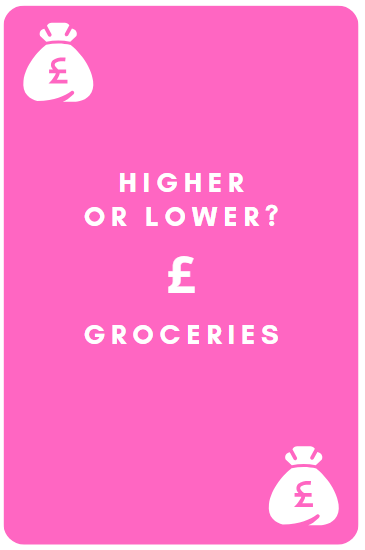 £
HIGHER
OR LOWER?
£
GROCERIES
£